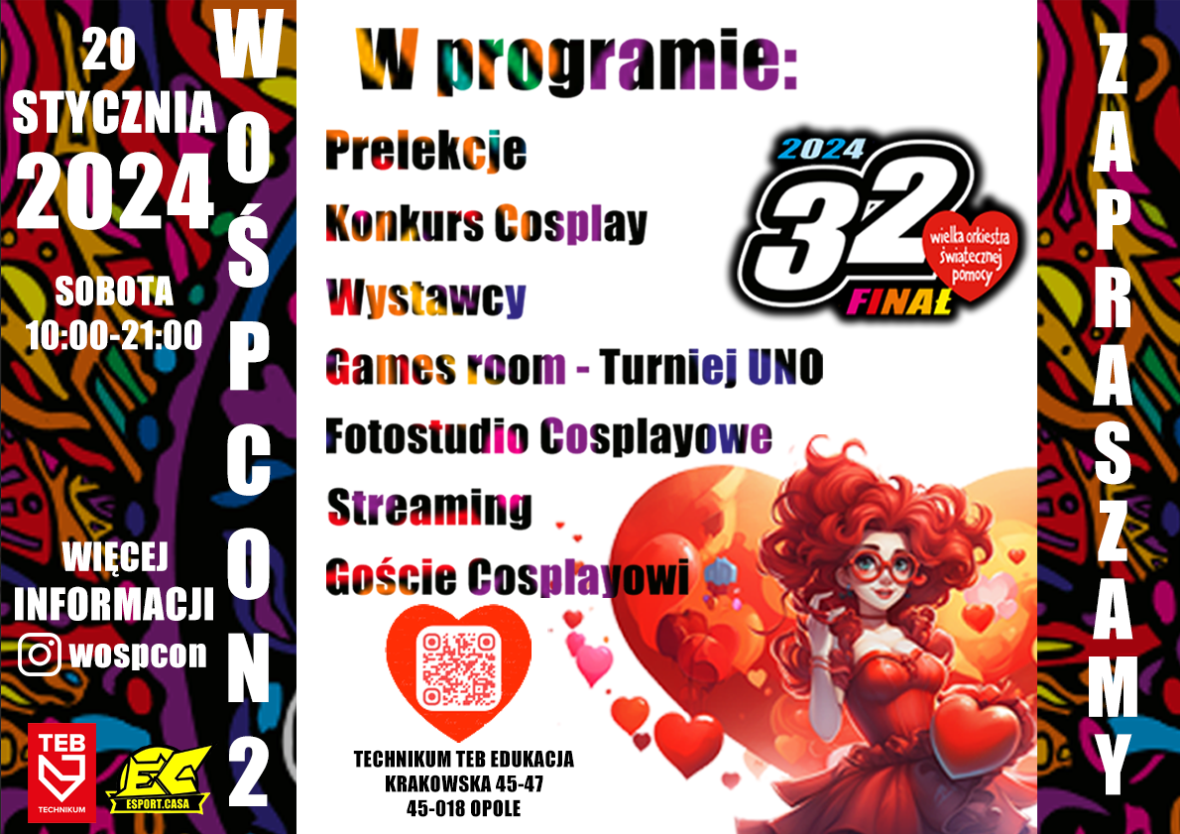 20
STYCZNIA
2024
SOBOTA
10:00-21:00
WIĘCEJ
INFORMACJI
wospcon
TEB
TECHNIKUM
EC
ESPORT.CASA
WOŚPCON2
W programie:
Prelekcje
Konkurs Cosplay
Wystawcy
Games room - Turniej UNO
Fotostudio Cosplayowe
Streaming
Goście Cosplayowi
2024
32
wielka orkiestra
świątecznej
pomocy
FINAŁ
TECHNIKUM TEB EDUKACJA
KRAKOWSKA 45-47
45-018 OPOLE
ZAPRASZAMY